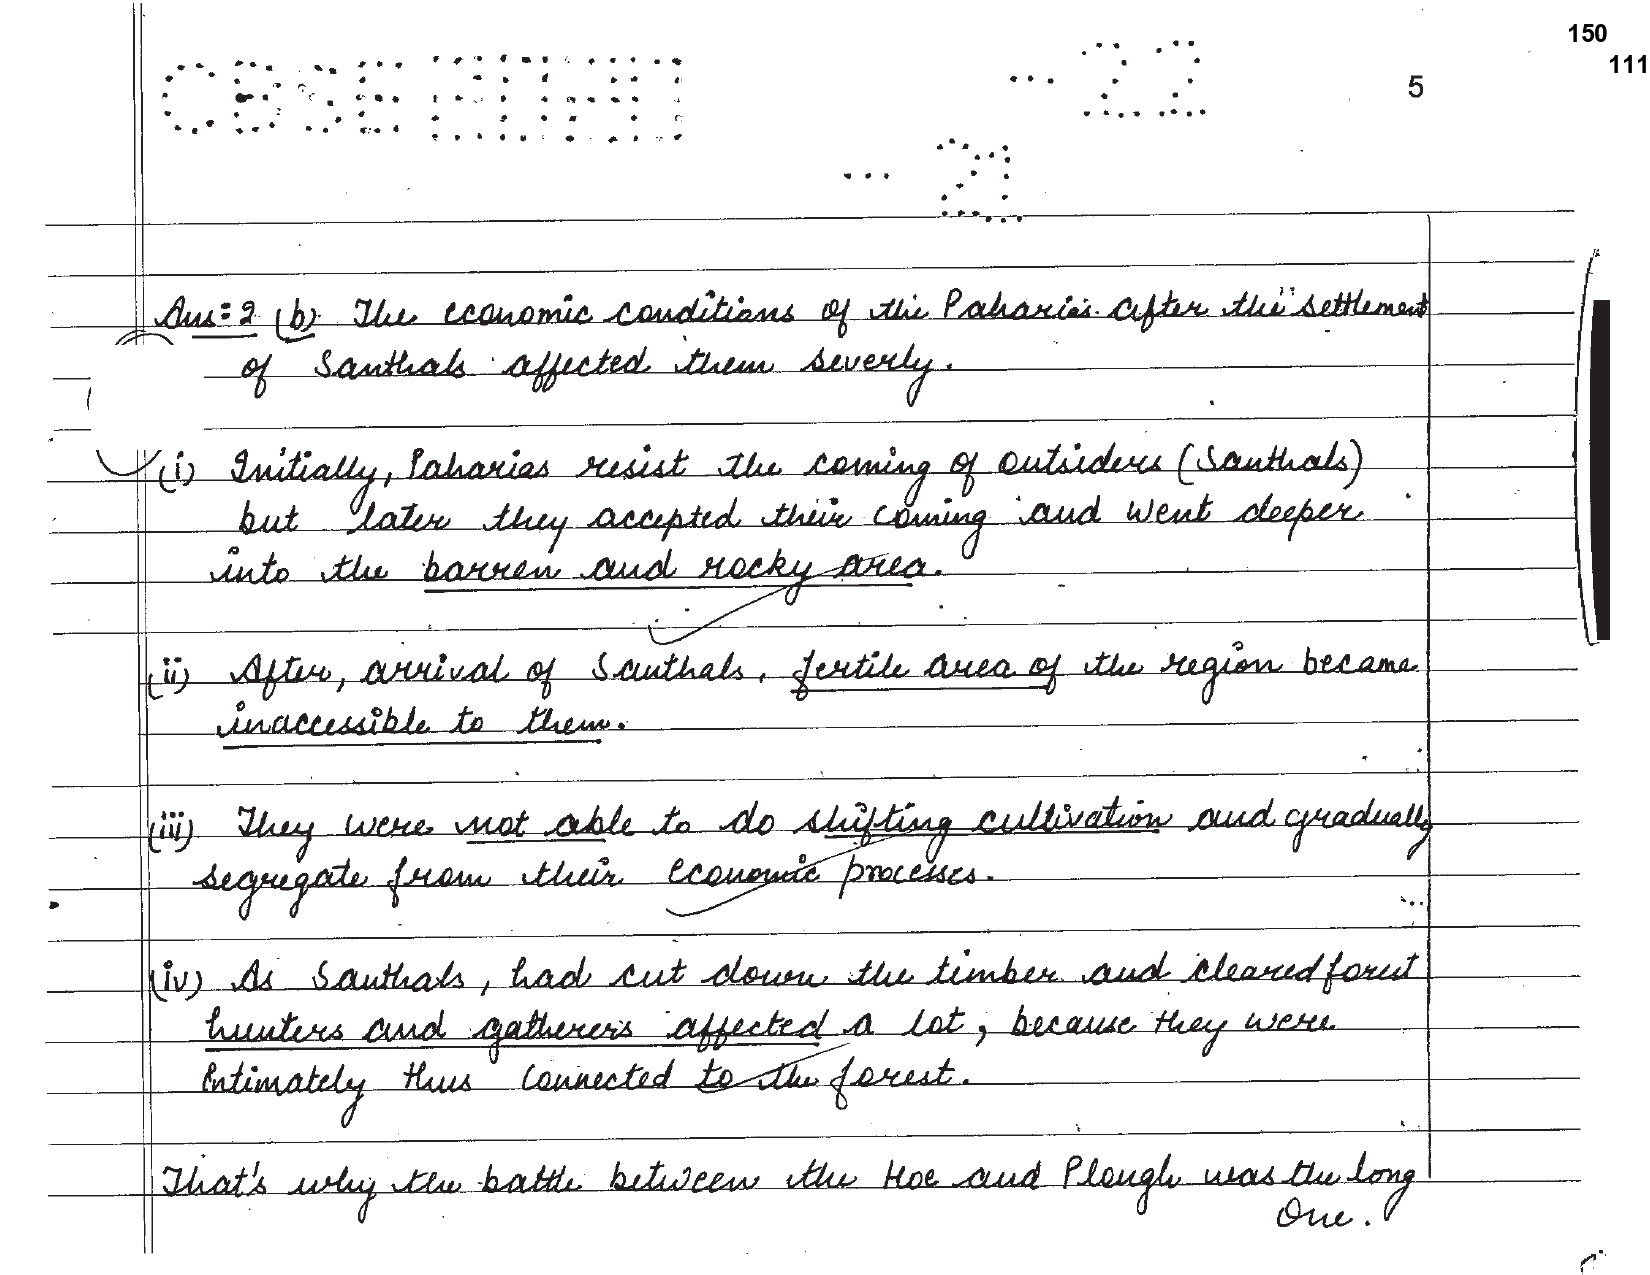 150
111
5
CBSE
-22
-21
Ans:2 (b) The economic conditions of the Paharias after the settlement
of Santhals affected them severly.
(i) Initially, Paharias resist the coming of outsiders (Santhals)
but later they accepted their coming and went deeper
into the barren and rocky area.
(ii) After, arrival of Santhals, fertile area of the region became
inaccessible to them.
(iii) They were not able to do shifting cultivation and gradually
segregate from their economic processes.
(iv) As Santhals, had cut down the timber and cleared forest
hunters and gatherers affected a lot, because they were
intimately thus connected to the forest.
That's why the battle between the Hoe and Plough was the long
one.